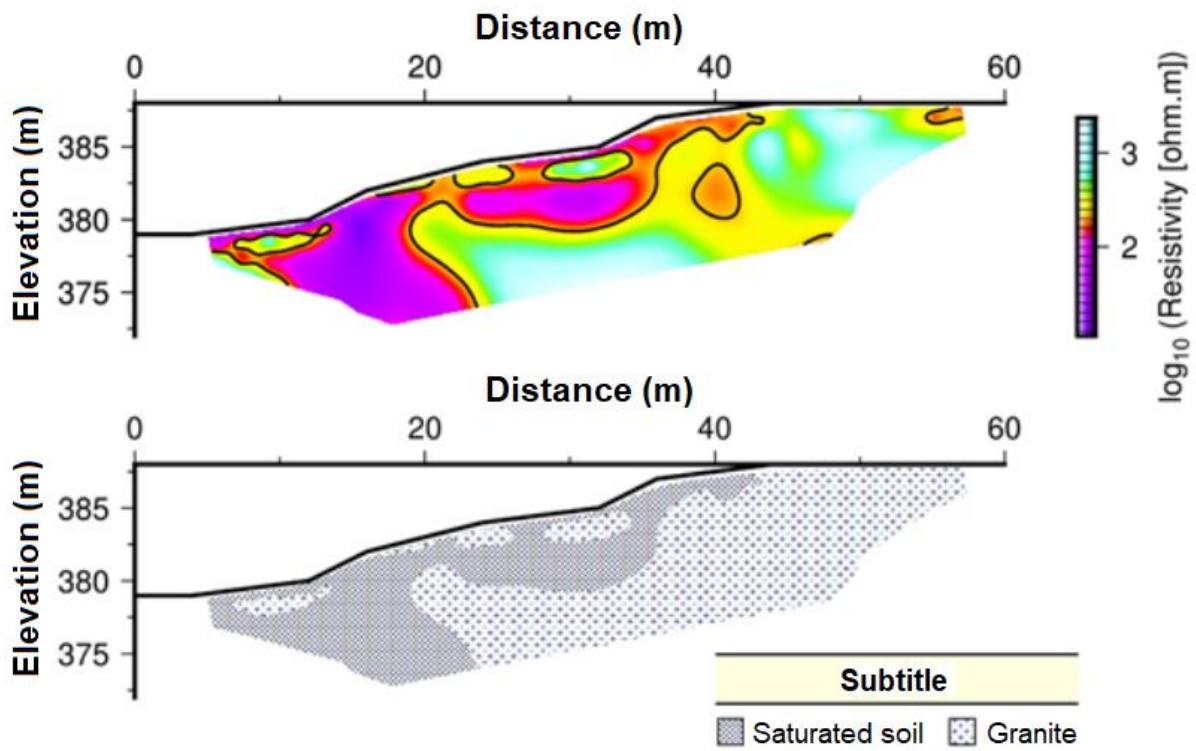 Distance (m)
0 20 40 60
Elevation (m)
385
380
375
3
2
log10 (Resistivity [ohm.m])
Distance (m)
0 20 40 60
Elevation (m)
385
380
375
Subtitle
Saturated soil Granite